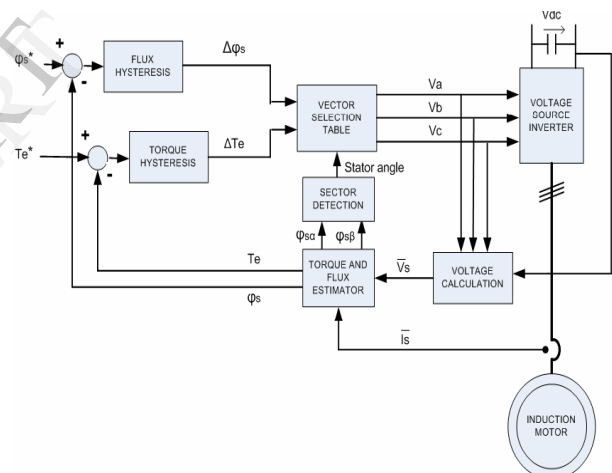 Vdc
+
φs*
-
FLUX
HYSTERESIS
Δφs
+
Te*
-
TORQUE
HYSTERESIS
ΔTe
VECTOR
SELECTION
TABLE
Va
Vb
Vc
VOLTAGE
SOURCE
INVERTER
Stator angle
SECTOR
DETECTION
φsα
φsβ
Te
φs
TORQUE AND
FLUX
ESTIMATOR
Vs
VOLTAGE
CALCULATION
Is
INDUCTION
MOTOR